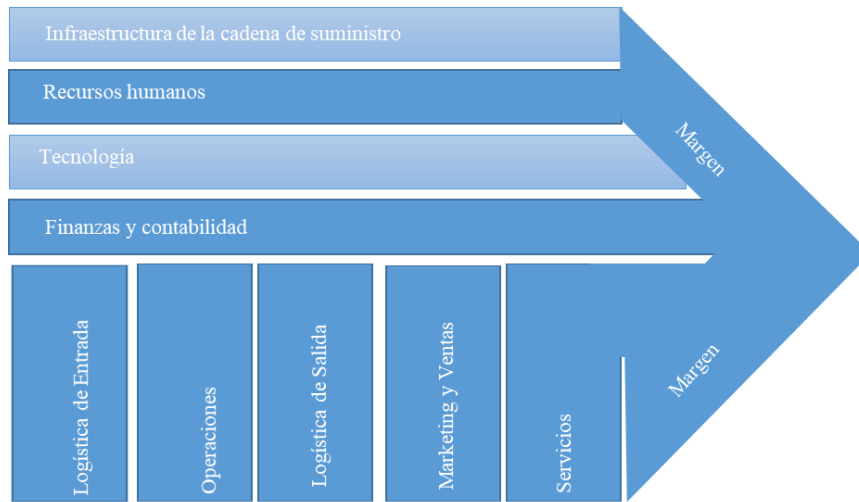 Infraestructura de la cadena de suministro
Recursos humanos
Tecnología
Finanzas y contabilidad
Margen
Logística de Entrada
Operaciones
Logística de Salida
Marketing y Ventas
Servicios
Margen